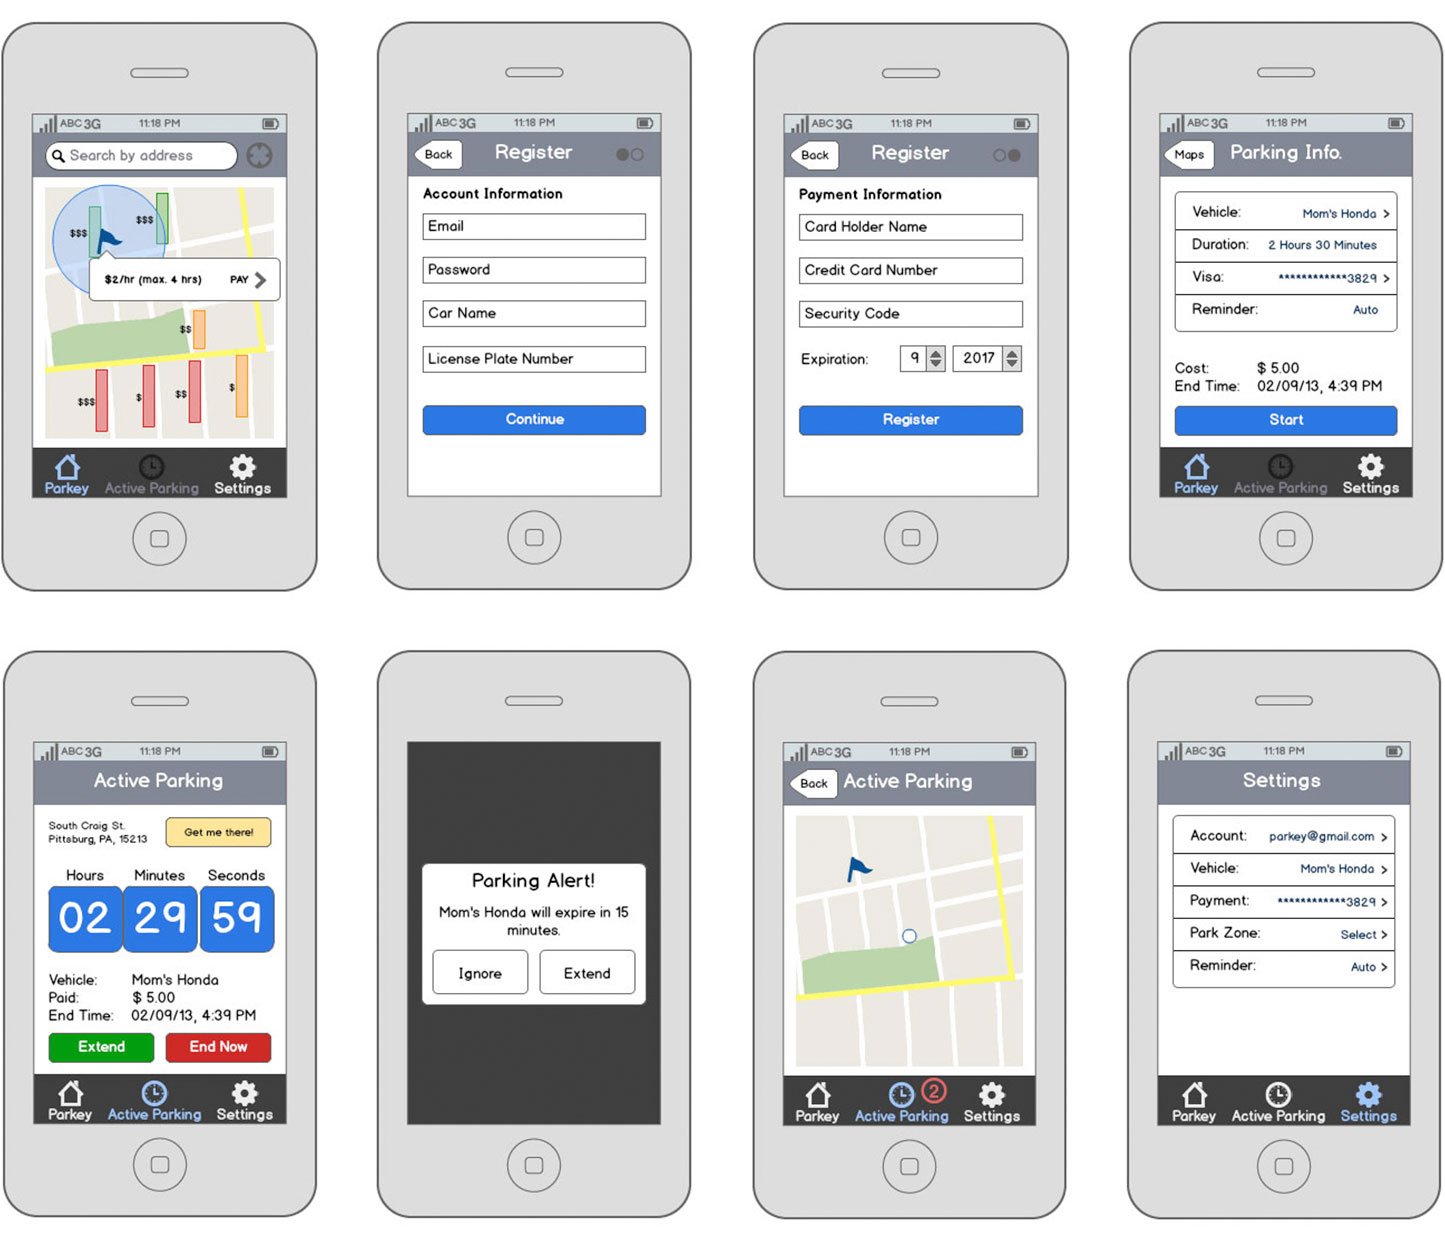 ABC 3G 11:18 PM
Search by address
$$$
$$$
$2/hr (max. 4 hrs) PAY
$$
$$$
$
$$
$
Parkey Active Parking Settings
ABC 3G 11:18 PM
Back Register
Account Information
Email
Password
Car Name
License Plate Number
Continue
ABC 3G 11:18 PM
Back Register
Payment Information
Card Holder Name
Credit Card Number
Security Code
Expiration: 9 2017
Register
ABC 3G 11:18 PM
Maps Parking Info.
Vehicle: Mom's Honda >
Duration: 2 Hours 30 Minutes
Visa: ************3829 >
Reminder: Auto
Cost: $ 5.00
End Time: 02/09/13, 4:39 PM
Start
Parkey Active Parking Settings
ABC 3G 11:18 PM
Active Parking
South Craig St.
Pittsburg, PA, 15213
Get me there!
Hours Minutes Seconds
02 29 59
Vehicle: Mom's Honda
Paid: $ 5.00
End Time: 02/09/13, 4:39 PM
Extend End Now
Parkey Active Parking Settings
Parking Alert!
Mom's Honda will expire in 15
minutes.
Ignore Extend
ABC 3G 11:18 PM
Back Active Parking
2
Parkey Active Parking Settings
ABC 3G 11:18 PM
Settings
Account: parkey@gmail.com >
Vehicle: Mom's Honda >
Payment: ************3829 >
Park Zone: Select >
Reminder: Auto >
Parkey Active Parking Settings